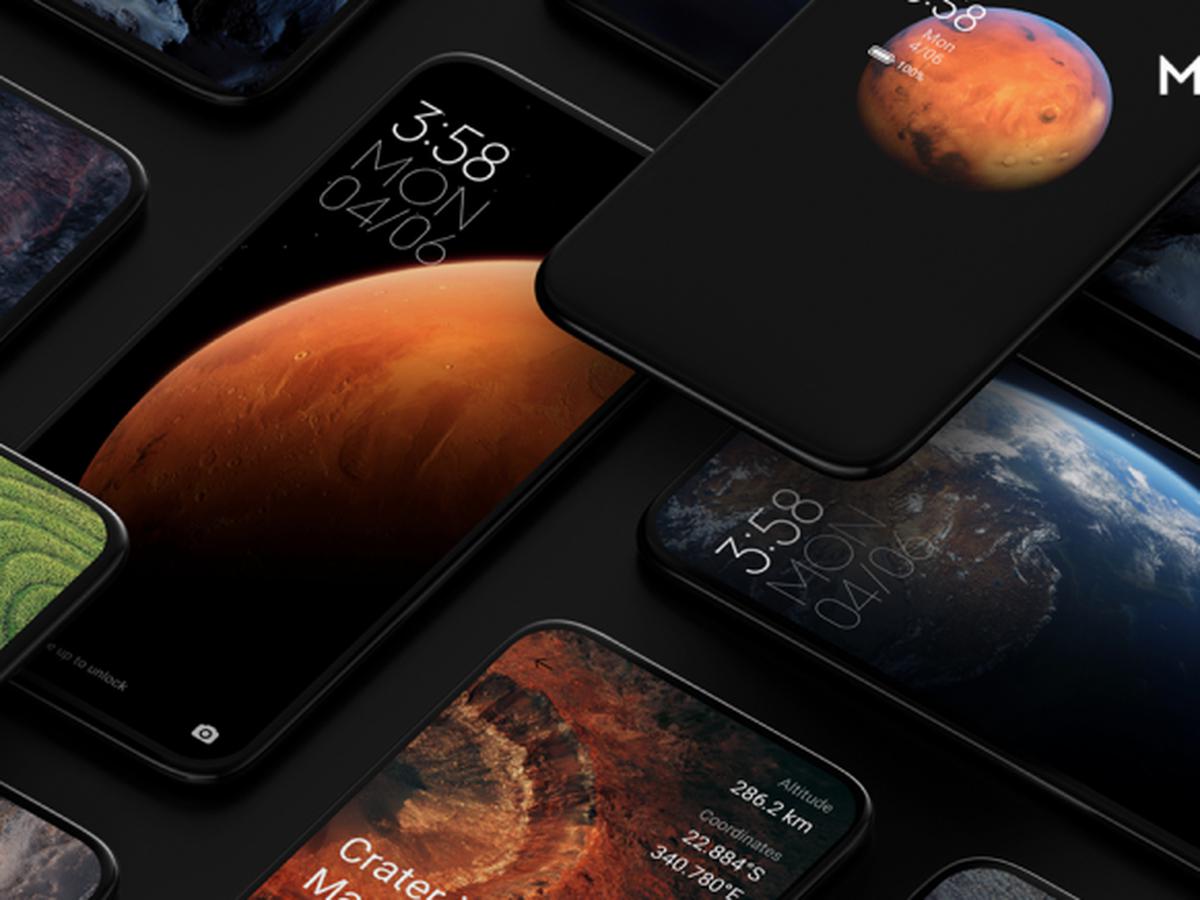 :58
Mon
4/06
100%
M
3:58
MON
04/06
e up to unlock
3:58
MON
04/06
Altitude
286.2 km
Coordinates
22.884°S
340.780°E
Crater
Ma